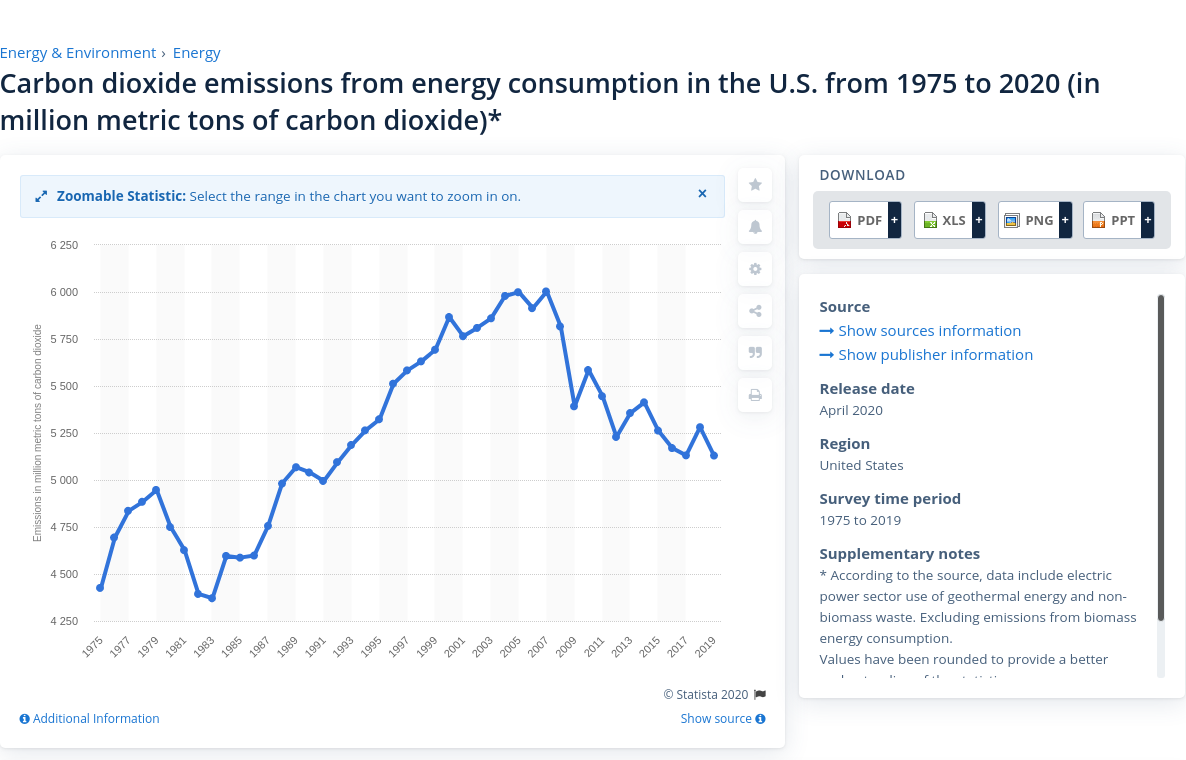 Energy & Environment › Energy
Carbon dioxide emissions from energy consumption in the U.S. from 1975 to 2020 (in
million metric tons of carbon dioxide)*
Zoomable Statistic: Select the range in the chart you want to zoom in on.
×
Emissions in million metric tons of carbon dioxide
6 250
6 000
5 750
5 500
5 250
5 000
4 750
4 500
4 250
1975
1977
1979
1981
1983
1985
1987
1989
1991
1993
1995
1997
1999
2001
2003
2005
2007
2009
2011
2013
2015
2017
2019
© Statista 2020
Additional Information
Show source
DOWNLOAD
PDF + XLS + PNG + PPT +
Source
Show sources information
Show publisher information
Release date
April 2020
Region
United States
Survey time period
1975 to 2019
Supplementary notes
* According to the source, data include electric
power sector use of geothermal energy and non-
biomass waste. Excluding emissions from biomass
energy consumption.
Values have been rounded to provide a better